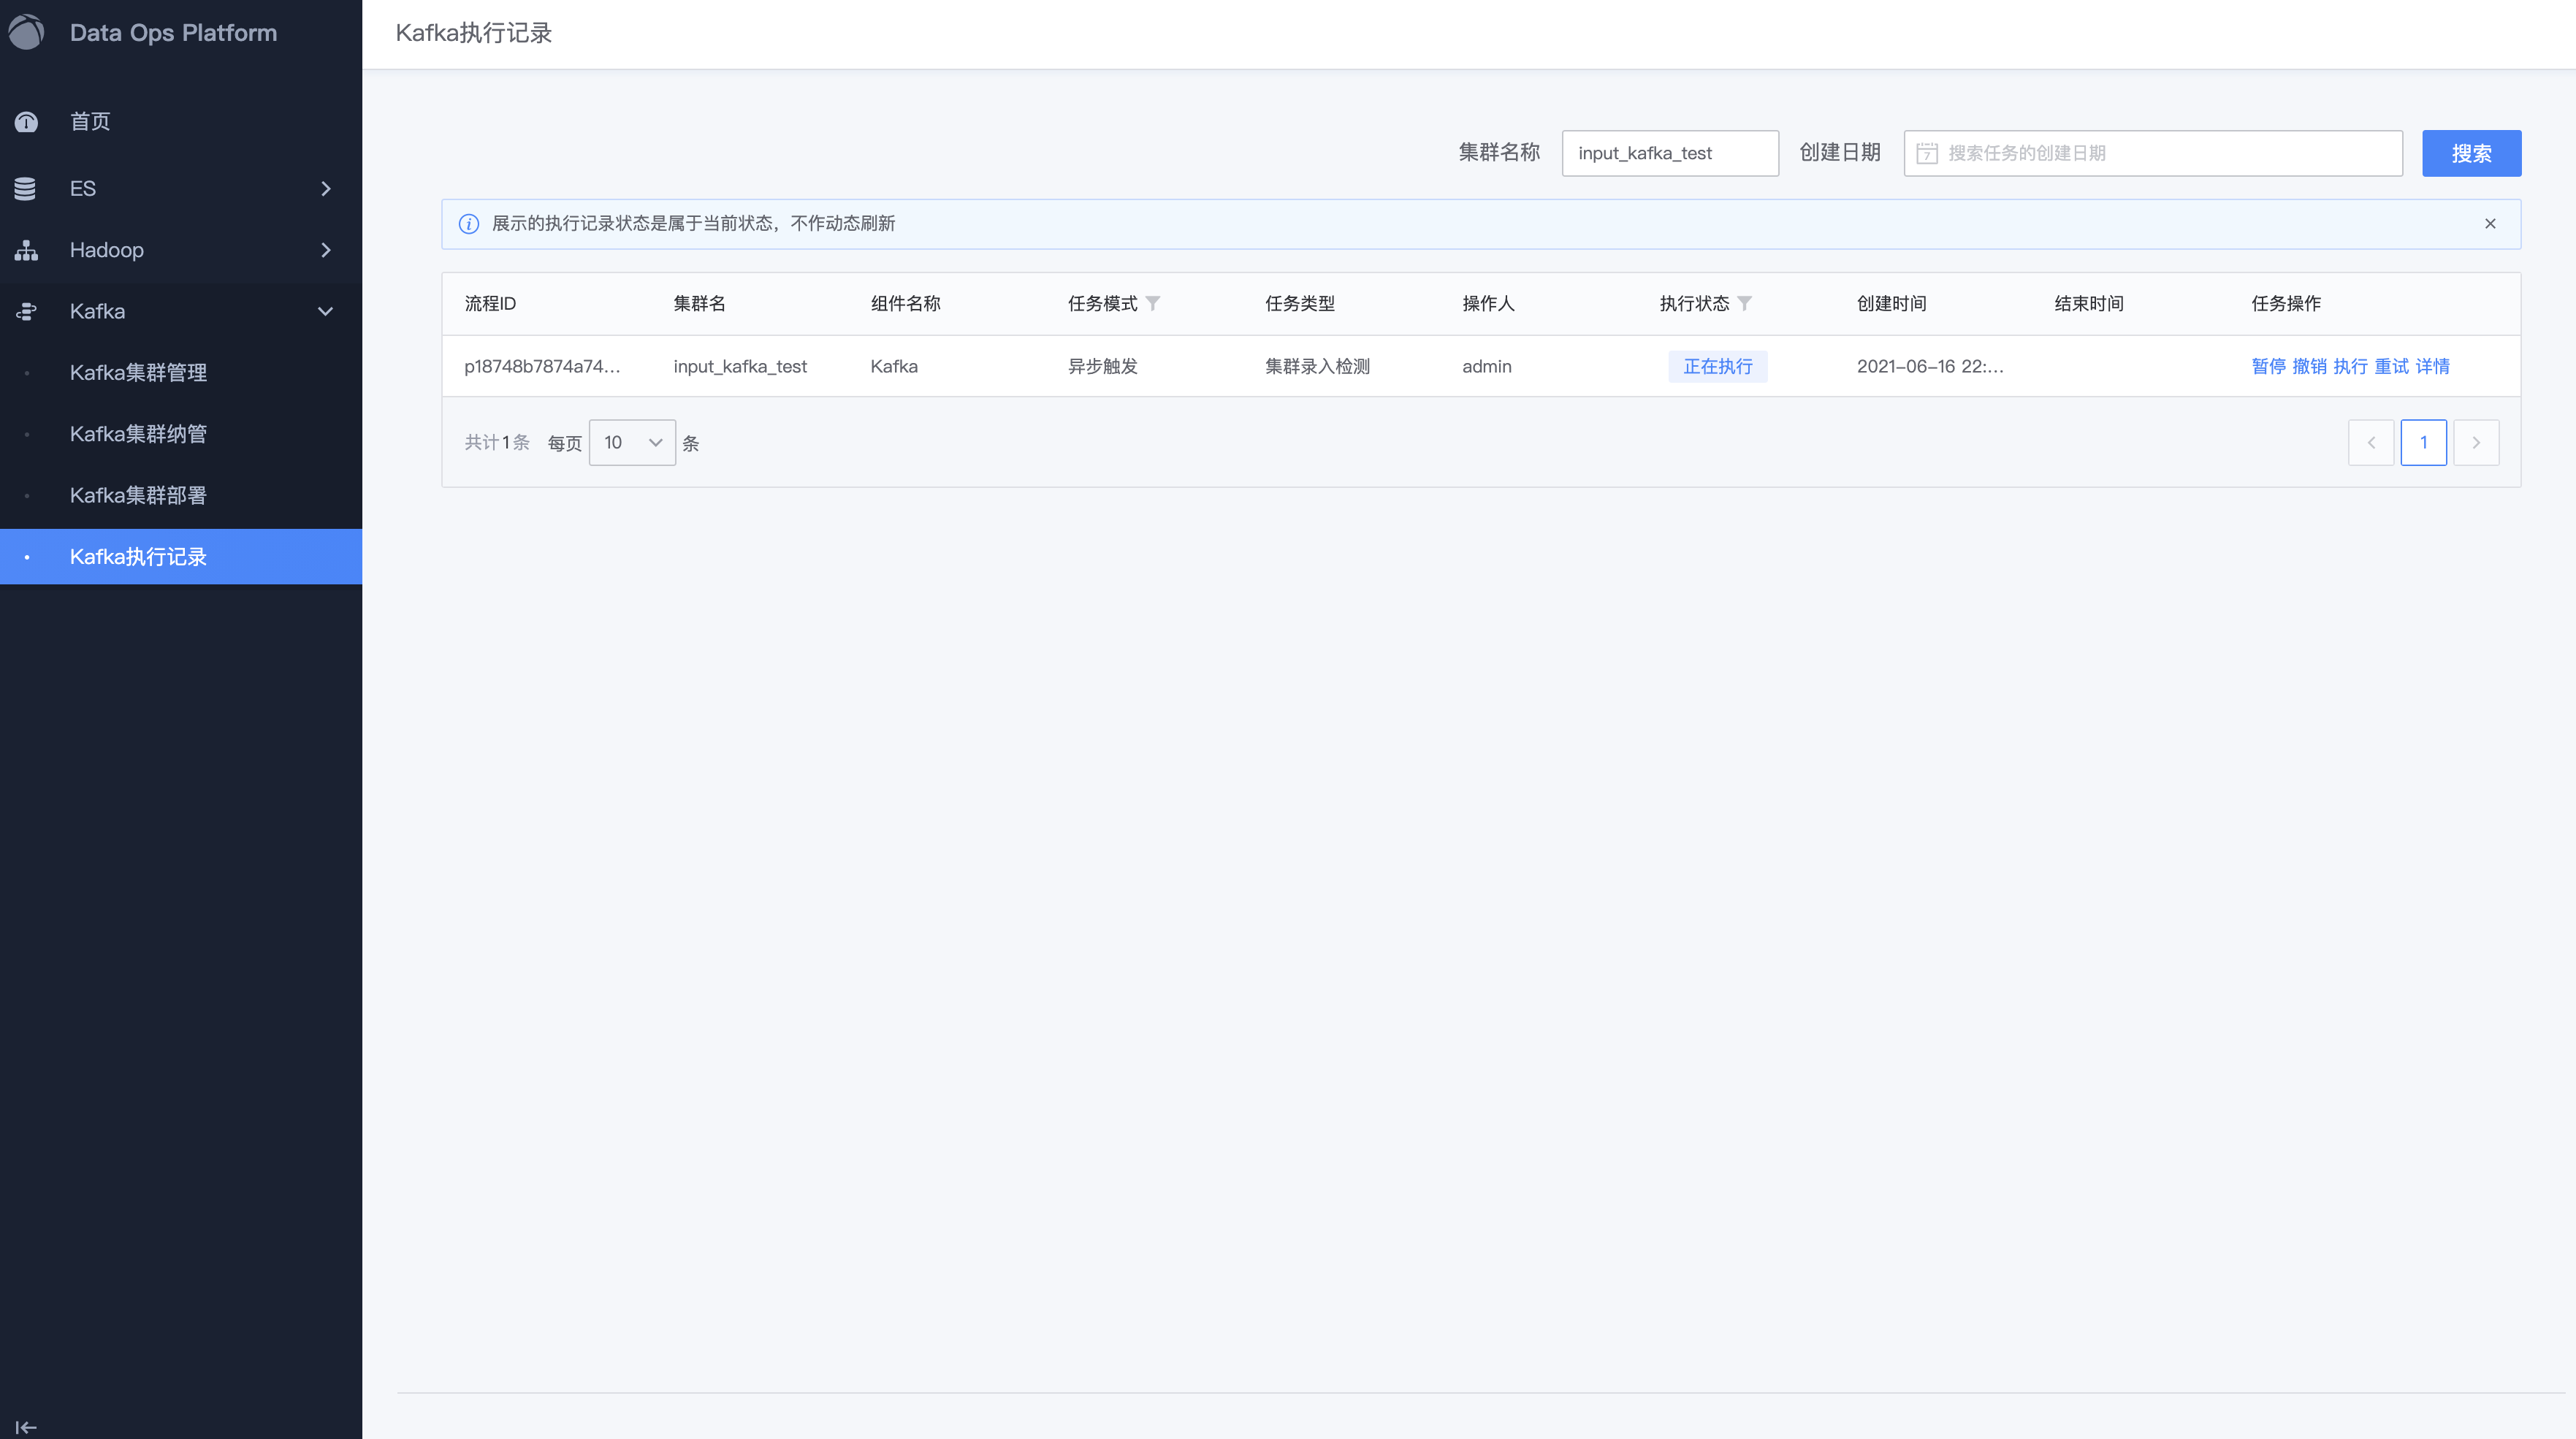 Data Ops Platform
首页
ES
Hadoop
Kafka
Kafka集群管理
Kafka集群纳管
Kafka集群部署
Kafka执行记录
Kafka执行记录
集群名称 input_kafka_test 创建日期 7 搜索任务的创建日期 搜索
展示的执行记录状态是属于当前状态，不作动态刷新
流程ID 集群名 组件名称 任务模式 任务类型 操作人 执行状态 创建时间 结束时间 任务操作
p18748b7874a74... input_kafka_test Kafka 异步触发 集群录入检测 admin 正在执行 2021-06-16 22:... 暂停 撤销 执行 重试 详情
共计1条 每页 10 条 1